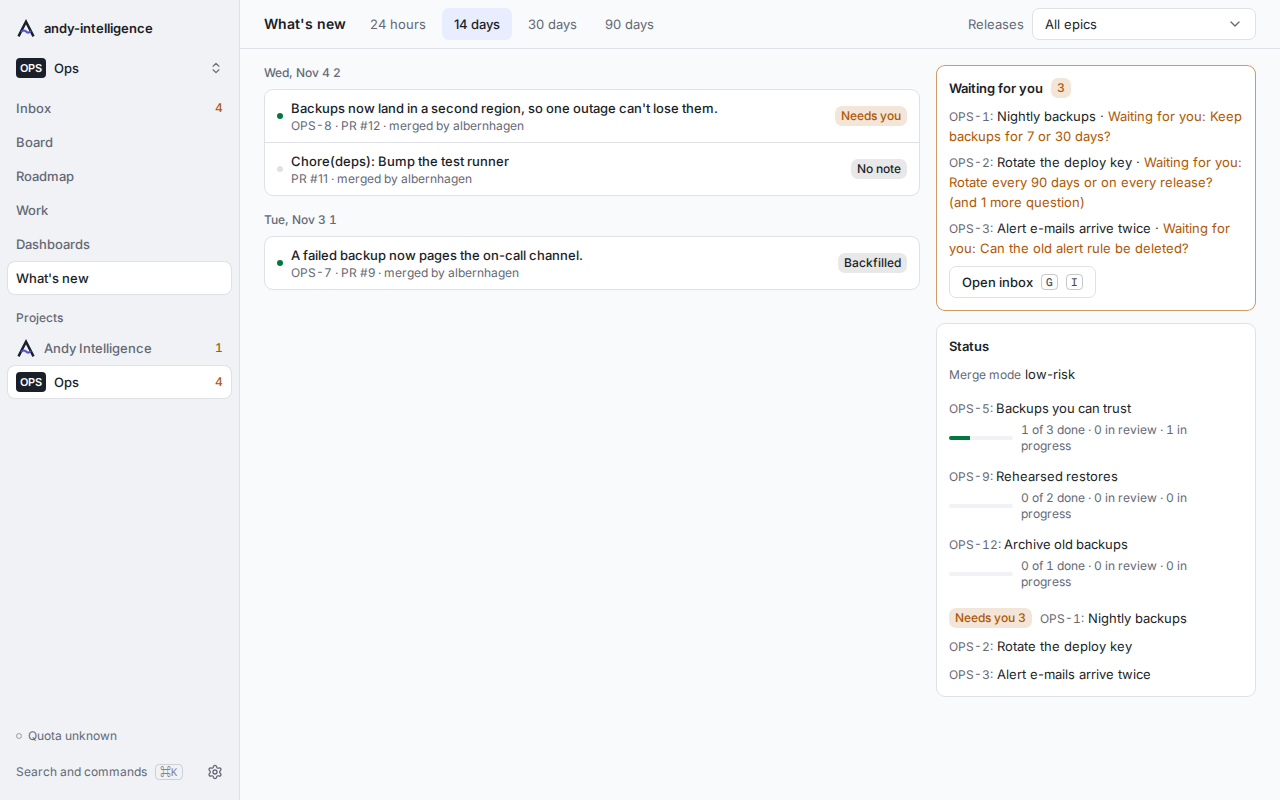 andy-intelligence
OPS Ops
Inbox 4
Board
Roadmap
Work
Dashboards
What's new
Projects
Andy Intelligence 1
OPS Ops 4
Quota unknown
Search and commands ⌘K
What's new 24 hours 14 days 30 days 90 days
Releases All epics
Wed, Nov 4 2
Backups now land in a second region, so one outage can't lose them.
OPS-8 · PR #12 · merged by albernhagen
Needs you
Chore(deps): Bump the test runner
PR #11 · merged by albernhagen
No note
Tue, Nov 3 1
A failed backup now pages the on-call channel.
OPS-7 · PR #9 · merged by albernhagen
Backfilled
Waiting for you 3
OPS-1: Nightly backups · Waiting for you: Keep
backups for 7 or 30 days?
OPS-2: Rotate the deploy key · Waiting for you:
Rotate every 90 days or on every release?
(and 1 more question)
OPS-3: Alert e-mails arrive twice · Waiting for
you: Can the old alert rule be deleted?
Open inbox G I
Status
Merge mode low-risk
OPS-5: Backups you can trust
1 of 3 done · 0 in review · 1 in
progress
OPS-9: Rehearsed restores
0 of 2 done · 0 in review · 0 in
progress
OPS-12: Archive old backups
0 of 1 done · 0 in review · 0 in
progress
Needs you 3 OPS-1: Nightly backups
OPS-2: Rotate the deploy key
OPS-3: Alert e-mails arrive twice